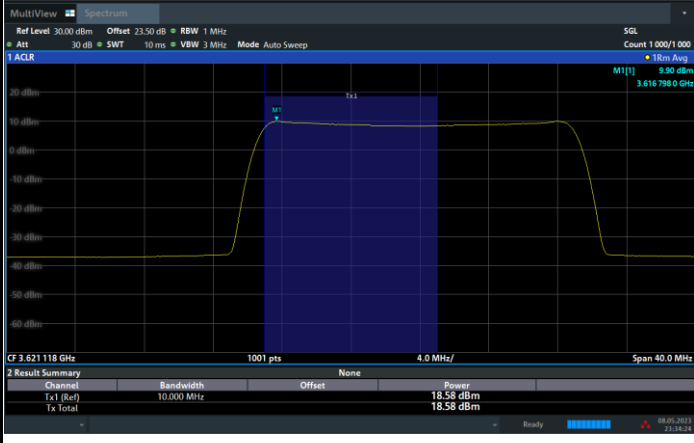 MultiView Spectrum
Ref Level 30.00 dBm Offset 23.50 dB RBW 1 MHz SGL
Att 30 dB SWT 10 ms VBW 3 MHz Mode Auto Sweep Count 1 000/1 000
1 ACLR 1Rm Avg
M1[1] 9.90 dBm
3.616 798 0 GHz
20 dBm
Tx1
M1
10 dBm
0 dBm
-10 dBm
-20 dBm
-30 dBm
-40 dBm
-50 dBm
-60 dBm
CF 3.621 118 GHz 1001 pts 4.0 MHz/ Span 40.0 MHz
2 Result Summary None
Channel Bandwidth Offset Power
Tx1 (Ref) 10.000 MHz 18.58 dBm
Tx Total 18.58 dBm
Ready 08.05.2023
23:34:24